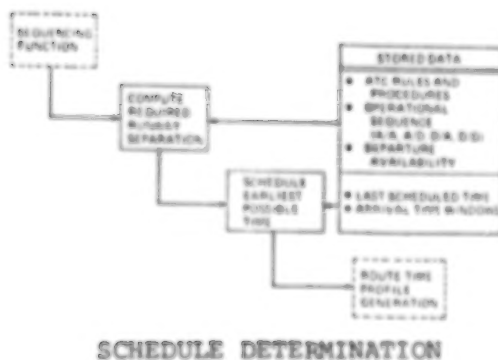 SEQUENCING
FUNCTION
STORED DATA
ATC RULES AND
PROCEDURES
OPERATIONAL
SEQUENCE
(A/A, A/D, D/A, D/D)
DEPARTURE
AVAILABILITY
COMPUTE
REQUIRED
RUNWAY
SEPARATION
SCHEDULE
EARLIEST
POSSIBLE
TIME
LAST SCHEDULED TIME
ARRIVAL TIME WINDOWS
ROUTE TIME
PROFILE
GENERATION
SCHEDULE DETERMINATION